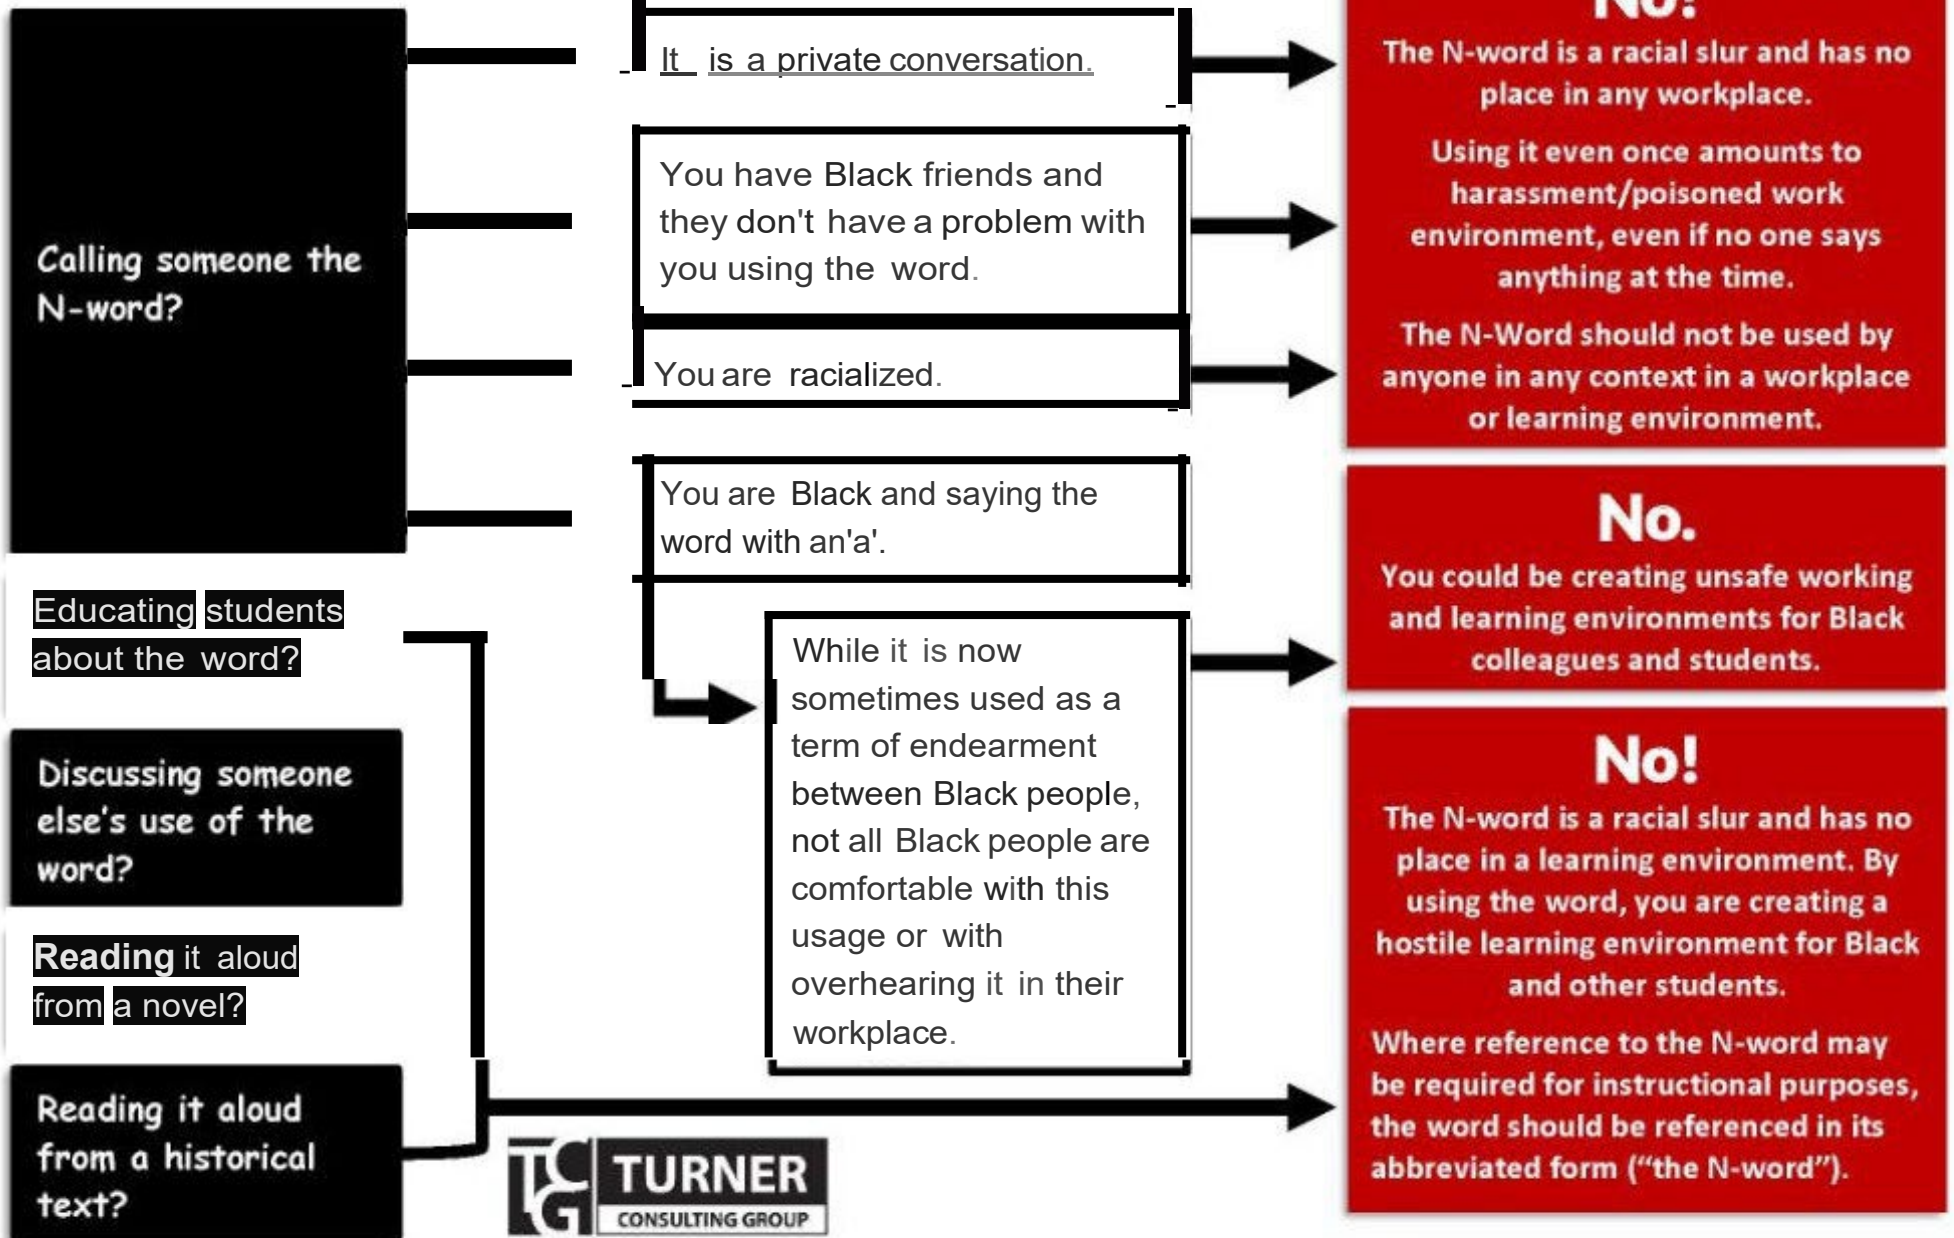 Calling someone the
N-word?
Educating students
about the word?
Discussing someone
else's use of the
word?
Reading it aloud
from a novel?
Reading it aloud
from a historical
text?
It is a private conversation.
You have Black friends and
they don't have a problem with
you using the word.
You are racialized.
You are Black and saying the
word with an'a'.
While it is now
sometimes used as a
term of endearment
between Black people,
not all Black people are
comfortable with this
usage or with
overhearing it in their
workplace.
TCG TURNER
CONSULTING GROUP
No!
The N-word is a racial slur and has no
place in any workplace.
Using it even once amounts to
harassment/poisoned work
environment, even if no one says
anything at the time.
The N-Word should not be used by
anyone in any context in a workplace
or learning environment.
No.
You could be creating unsafe working
and learning environments for Black
colleagues and students.
No!
The N-word is a racial slur and has no
place in a learning environment. By
using the word, you are creating a
hostile learning environment for Black
and other students.
Where reference to the N-word may
be required for instructional purposes,
the word should be referenced in its
abbreviated form (“the N-word”).